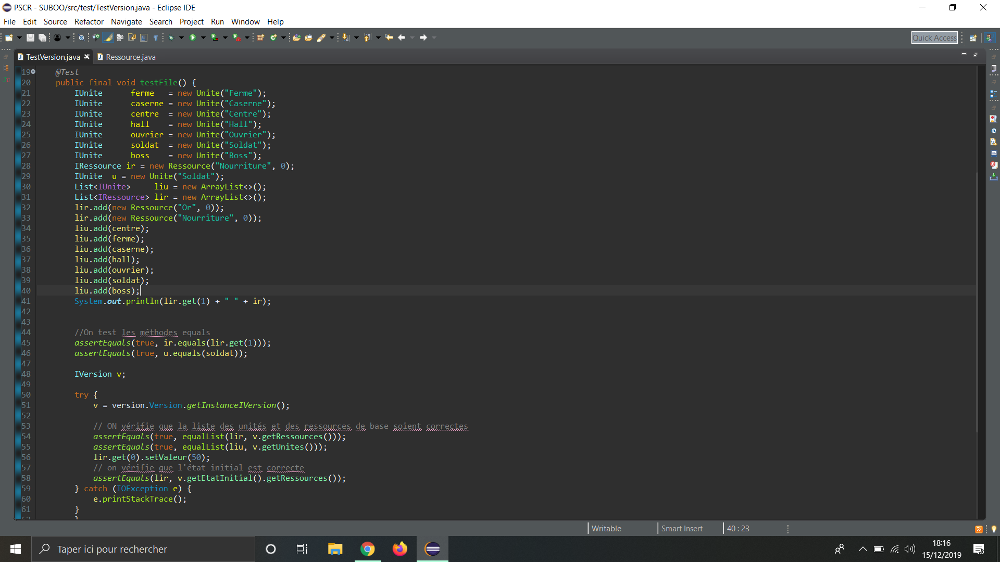 PSCR - SUBOO/src/test/TestVersion.java - Eclipse IDE
File Edit Source Refactor Navigate Search Project Run Window Help
Quick Access
TestVersion.java Ressource.java
19 @Test
20 public final void testFile() {
21 IUnite ferme = new Unite("Ferme");
22 IUnite caserne = new Unite("Caserne");
23 IUnite centre = new Unite("Centre");
24 IUnite hall = new Unite("Hall");
25 IUnite ouvrier = new Unite("Ouvrier");
26 IUnite soldat = new Unite("Soldat");
27 IUnite boss = new Unite("Boss");
28 IRessource ir = new Ressource("Nourriture", 0);
29 IUnite u = new Unite("Soldat");
30 List<IUnite> liu = new ArrayList<>();
31 List<IRessource> lir = new ArrayList<>();
32 lir.add(new Ressource("Or", 0));
33 lir.add(new Ressource("Nourriture", 0));
34 liu.add(centre);
35 liu.add(ferme);
36 liu.add(caserne);
37 liu.add(hall);
38 liu.add(ouvrier);
39 liu.add(soldat);
40 liu.add(boss);
41 System.out.println(lir.get(1) + " " + ir);
42
43
44 //On test les méthodes equals
45 assertEquals(true, ir.equals(lir.get(1)));
46 assertEquals(true, u.equals(soldat));
47
48 IVersion v;
49
50 try {
51 v = version.Version.getInstanceIVersion();
52
53 // ON vérifie que la liste des unités et des ressources de base soient correctes
54 assertEquals(true, equalList(lir, v.getRessources()));
55 assertEquals(true, equalList(liu, v.getUnites()));
56 lir.get(0).setValeur(50);
57 // on vérifie que l'état initial est correcte
58 assertEquals(lir, v.getEtatInitial().getRessources());
59 } catch (IOException e) {
60 e.printStackTrace();
61 }
62 }
Writable Smart Insert 40 : 23
Taper ici pour rechercher
18:16
15/12/2019